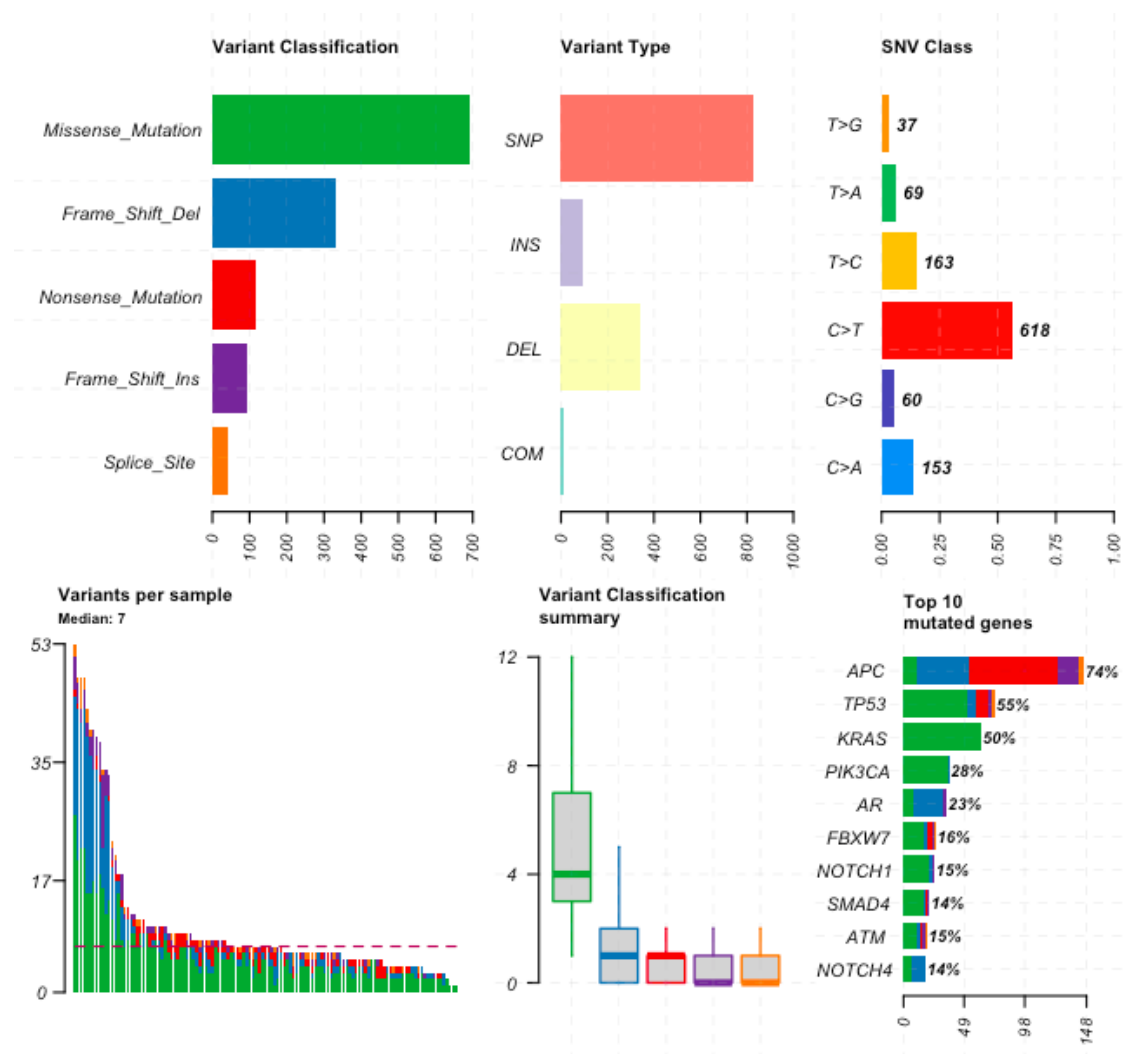 Variant Classification
Missense_Mutation
Frame_Shift_Del
Nonsense_Mutation
Frame_Shift_Ins
Splice_Site
0 100 200 300 400 500 600 700
Variant Type
SNP
INS
DEL
COM
0 200 400 600 800 1000
SNV Class
T>G 37
T>A 69
T>C 163
C>T 618
C>G 60
C>A 153
0.00 0.25 0.50 0.75 1.00
Variants per sample
Median: 7
53
35
17
0
Variant Classification
summary
12
8
4
0
Top 10
mutated genes
APC 74%
TP53 55%
KRAS 50%
PIK3CA 28%
AR 23%
FBXW7 16%
NOTCH1 15%
SMAD4 14%
ATM 15%
NOTCH4 14%
0 49 98 148